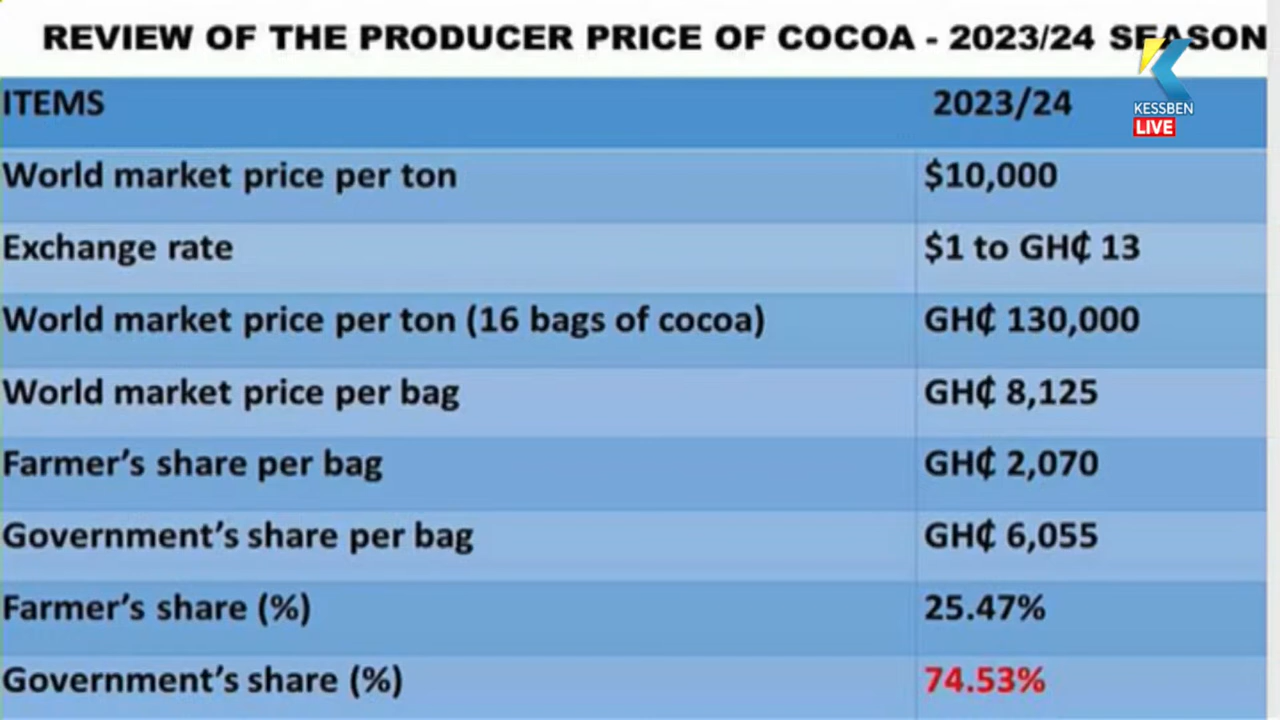 REVIEW OF THE PRODUCER PRICE OF COCOA - 2023/24 SEASON
KESSBEN
LIVE
ITEMS 2023/24
World market price per ton $10,000
Exchange rate $1 to GH₵ 13
World market price per ton (16 bags of cocoa) GH₵ 130,000
World market price per bag GH₵ 8,125
Farmer’s share per bag GH₵ 2,070
Government’s share per bag GH₵ 6,055
Farmer’s share (%) 25.47%
Government’s share (%) 74.53%